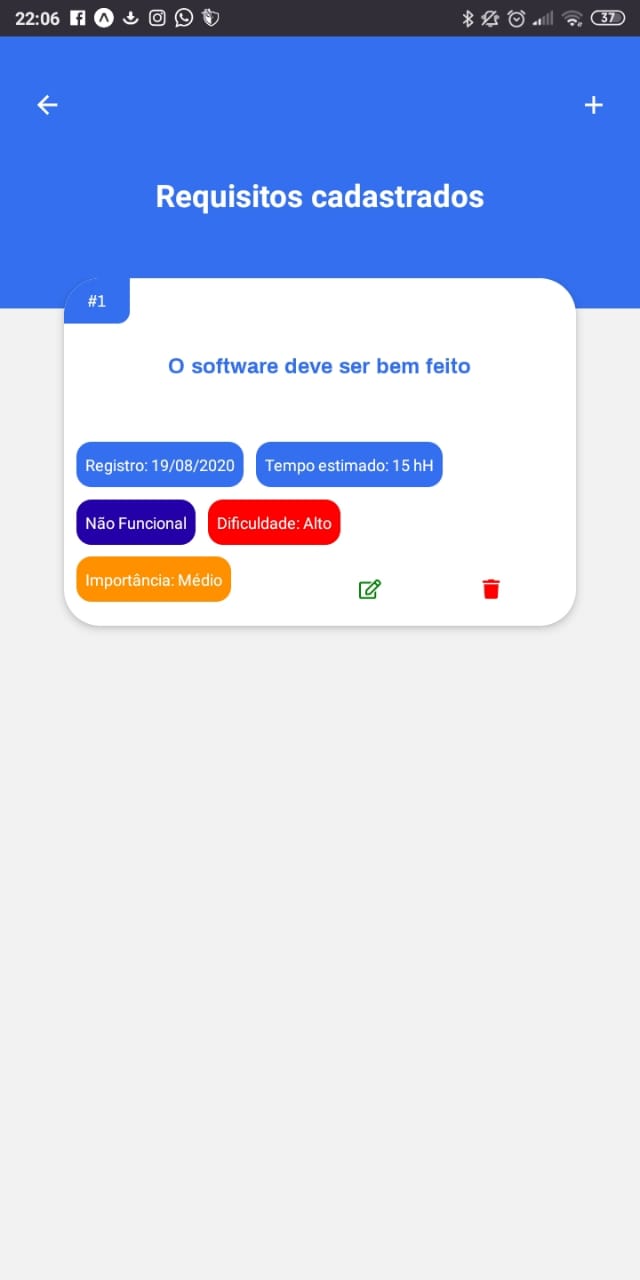 22:06
37
Requisitos cadastrados
#1
O software deve ser bem feito
Registro: 19/08/2020 Tempo estimado: 15 hH
Não Funcional Dificuldade: Alto
Importância: Médio